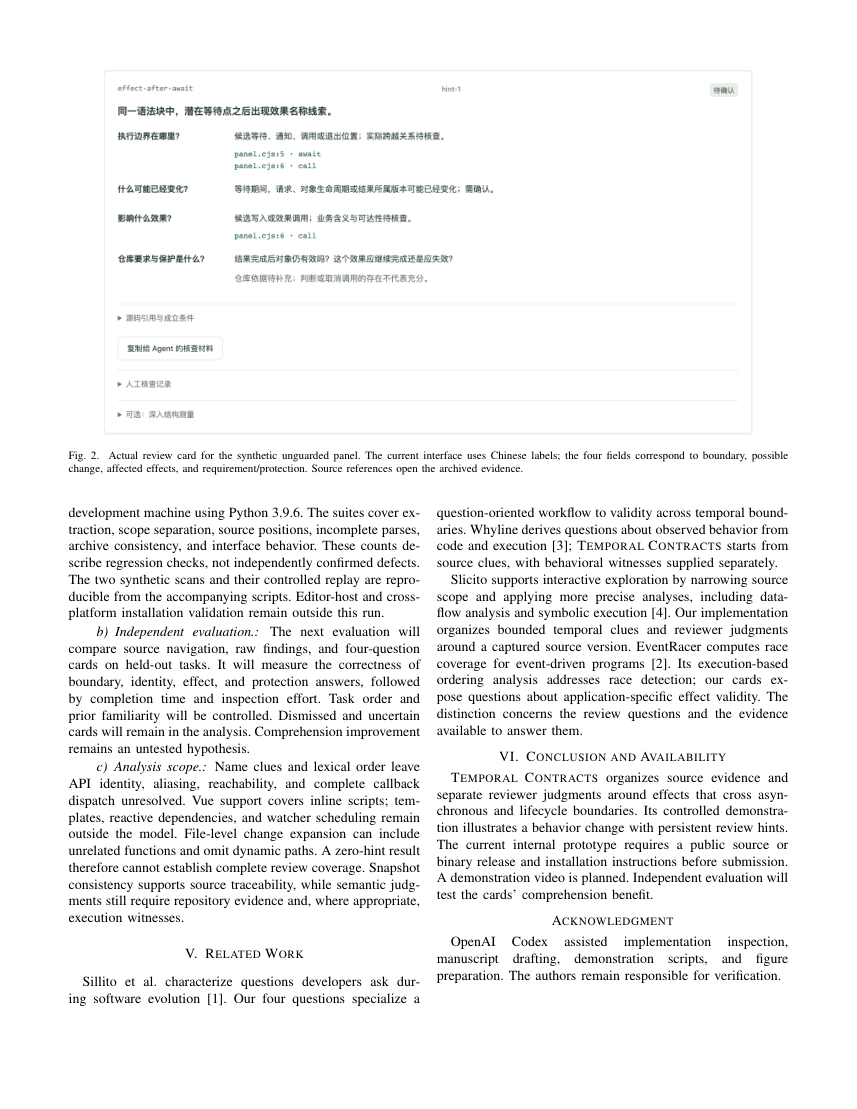 effect-after-await
hint-1
待确认
同一语法块中，潜在等待点之后出现效果名称线索。
执行边界在哪里?
候选等待、通知、调用或退出位置；实际跨越关系待核查。
panel.cjs:5 · await
panel.cjs:6 · call
什么可能已经变化?
等待期间，请求、对象生命周期或结果所属版本可能已经变化；需确认。
影响什么效果?
候选写入或效果调用；业务含义与可达性待核查。
panel.cjs:6 · call
仓库要求与保护是什么?
结果完成后对象仍有效吗？这个效果应继续完成还是应失效?
仓库依据待补充；判断或取消调用的存在不代表充分。
▸ 源码引用与成立条件
复制给 Agent 的核查材料
▸ 人工核查记录
▸ 可选：深入结构测量
Fig. 2. Actual review card for the synthetic unguarded panel. The current interface uses Chinese labels; the four fields correspond to boundary, possible
change, affected effects, and requirement/protection. Source references open the archived evidence.
development machine using Python 3.9.6. The suites cover ex-
traction, scope separation, source positions, incomplete parses,
archive consistency, and interface behavior. These counts de-
scribe regression checks, not independently confirmed defects.
The two synthetic scans and their controlled replay are repro-
ducible from the accompanying scripts. Editor-host and cross-
platform installation validation remain outside this run.
b) Independent evaluation.: The next evaluation will
compare source navigation, raw findings, and four-question
cards on held-out tasks. It will measure the correctness of
boundary, identity, effect, and protection answers, followed
by completion time and inspection effort. Task order and
prior familiarity will be controlled. Dismissed and uncertain
cards will remain in the analysis. Comprehension improvement
remains an untested hypothesis.
c) Analysis scope.: Name clues and lexical order leave
API identity, aliasing, reachability, and complete callback
dispatch unresolved. Vue support covers inline scripts; tem-
plates, reactive dependencies, and watcher scheduling remain
outside the model. File-level change expansion can include
unrelated functions and omit dynamic paths. A zero-hint result
therefore cannot establish complete review coverage. Snapshot
consistency supports source traceability, while semantic judg-
ments still require repository evidence and, where appropriate,
execution witnesses.
V. RELATED WORK
Sillito et al. characterize questions developers ask dur-
ing software evolution [1]. Our four questions specialize a
question-oriented workflow to validity across temporal bound-
aries. Whyline derives questions about observed behavior from
code and execution [3]; TEMPORAL CONTRACTS starts from
source clues, with behavioral witnesses supplied separately.
Slicito supports interactive exploration by narrowing source
scope and applying more precise analyses, including data-
flow analysis and symbolic execution [4]. Our implementation
organizes bounded temporal clues and reviewer judgments
around a captured source version. EventRacer computes race
coverage for event-driven programs [2]. Its execution-based
ordering analysis addresses race detection; our cards ex-
pose questions about application-specific effect validity. The
distinction concerns the review questions and the evidence
available to answer them.
VI. CONCLUSION AND AVAILABILITY
TEMPORAL CONTRACTS organizes source evidence and
separate reviewer judgments around effects that cross asyn-
chronous and lifecycle boundaries. Its controlled demonstra-
tion illustrates a behavior change with persistent review hints.
The current internal prototype requires a public source or
binary release and installation instructions before submission.
A demonstration video is planned. Independent evaluation will
test the cards' comprehension benefit.
ACKNOWLEDGMENT
OpenAI Codex assisted implementation inspection,
manuscript drafting, demonstration scripts, and figure
preparation. The authors remain responsible for verification.